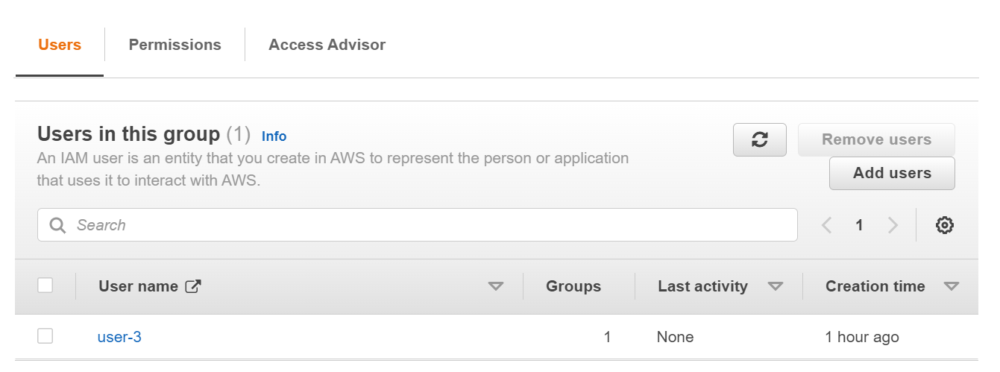 Users Permissions Access Advisor
Users in this group (1) Info
An IAM user is an entity that you create in AWS to represent the person or application
that uses it to interact with AWS.
Remove users
Add users
Search
1
User name Groups Last activity Creation time
user-3 1 None 1 hour ago